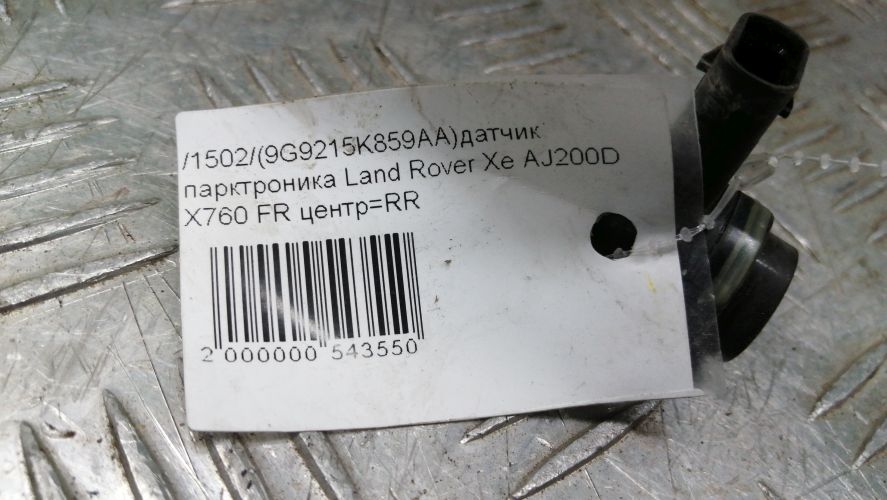 /1502/(9G9215K859AA)датчик
парктроника Land Rover Xe AJ200D
X760 FR центр=RR
2 000000 543550